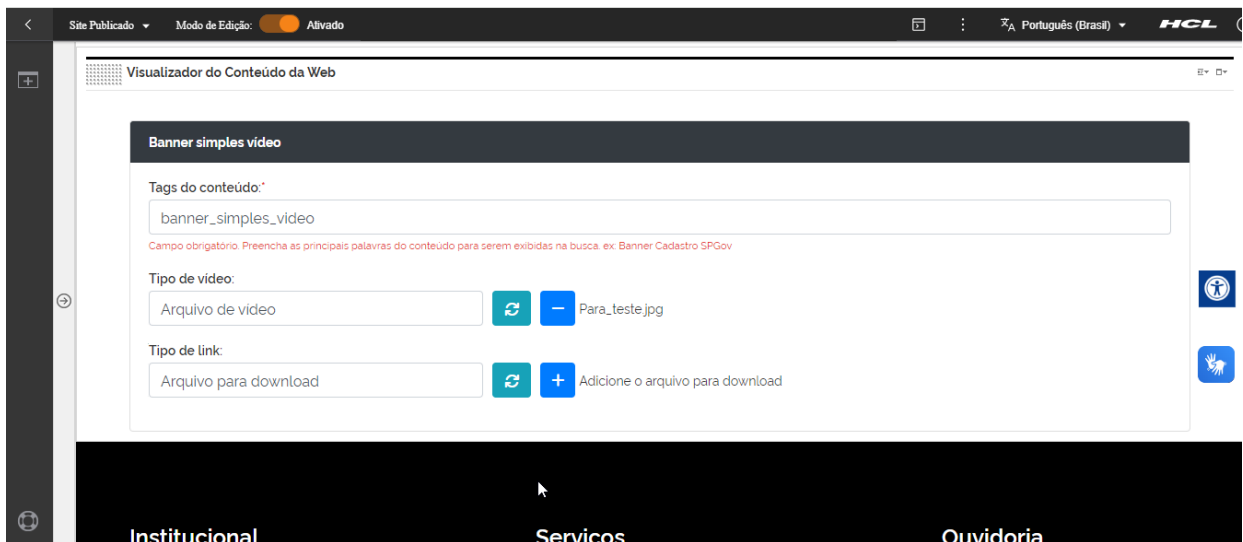 Site Publicado Modo de Edição: Ativado Português (Brasil) HCL
Visualizador do Conteúdo da Web
Banner simples vídeo
Tags do conteúdo:*
banner_simples_video
Campo obrigatório. Preencha as principais palavras do conteúdo para serem exibidas na busca. ex: Banner Cadastro SPGov
Tipo de vídeo:
Arquivo de vídeo Para_teste.jpg
Tipo de link:
Arquivo para download Adicione o arquivo para download
Institucional Serviços Ouvidoria